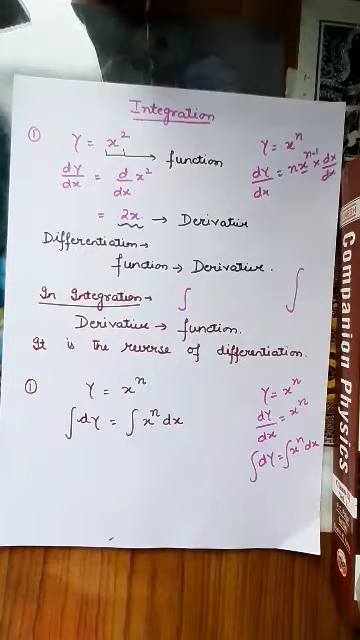 Integration
① Y = x² → function
dY/dx = d/dx x²
= 2x → Derivative
Y = xⁿ
dY/dx = nxⁿ⁻¹ × dx/dx
Differentiation→
function → Derivative.
In Integration→ ∫ ∫
Derivative → function.
It is the reverse of differentiation.
① Y = xⁿ
∫dY = ∫xⁿ dx
Y = xⁿ
dY/dx = xⁿ
∫dY = ∫xⁿ dx
COMPANION PHYSICS